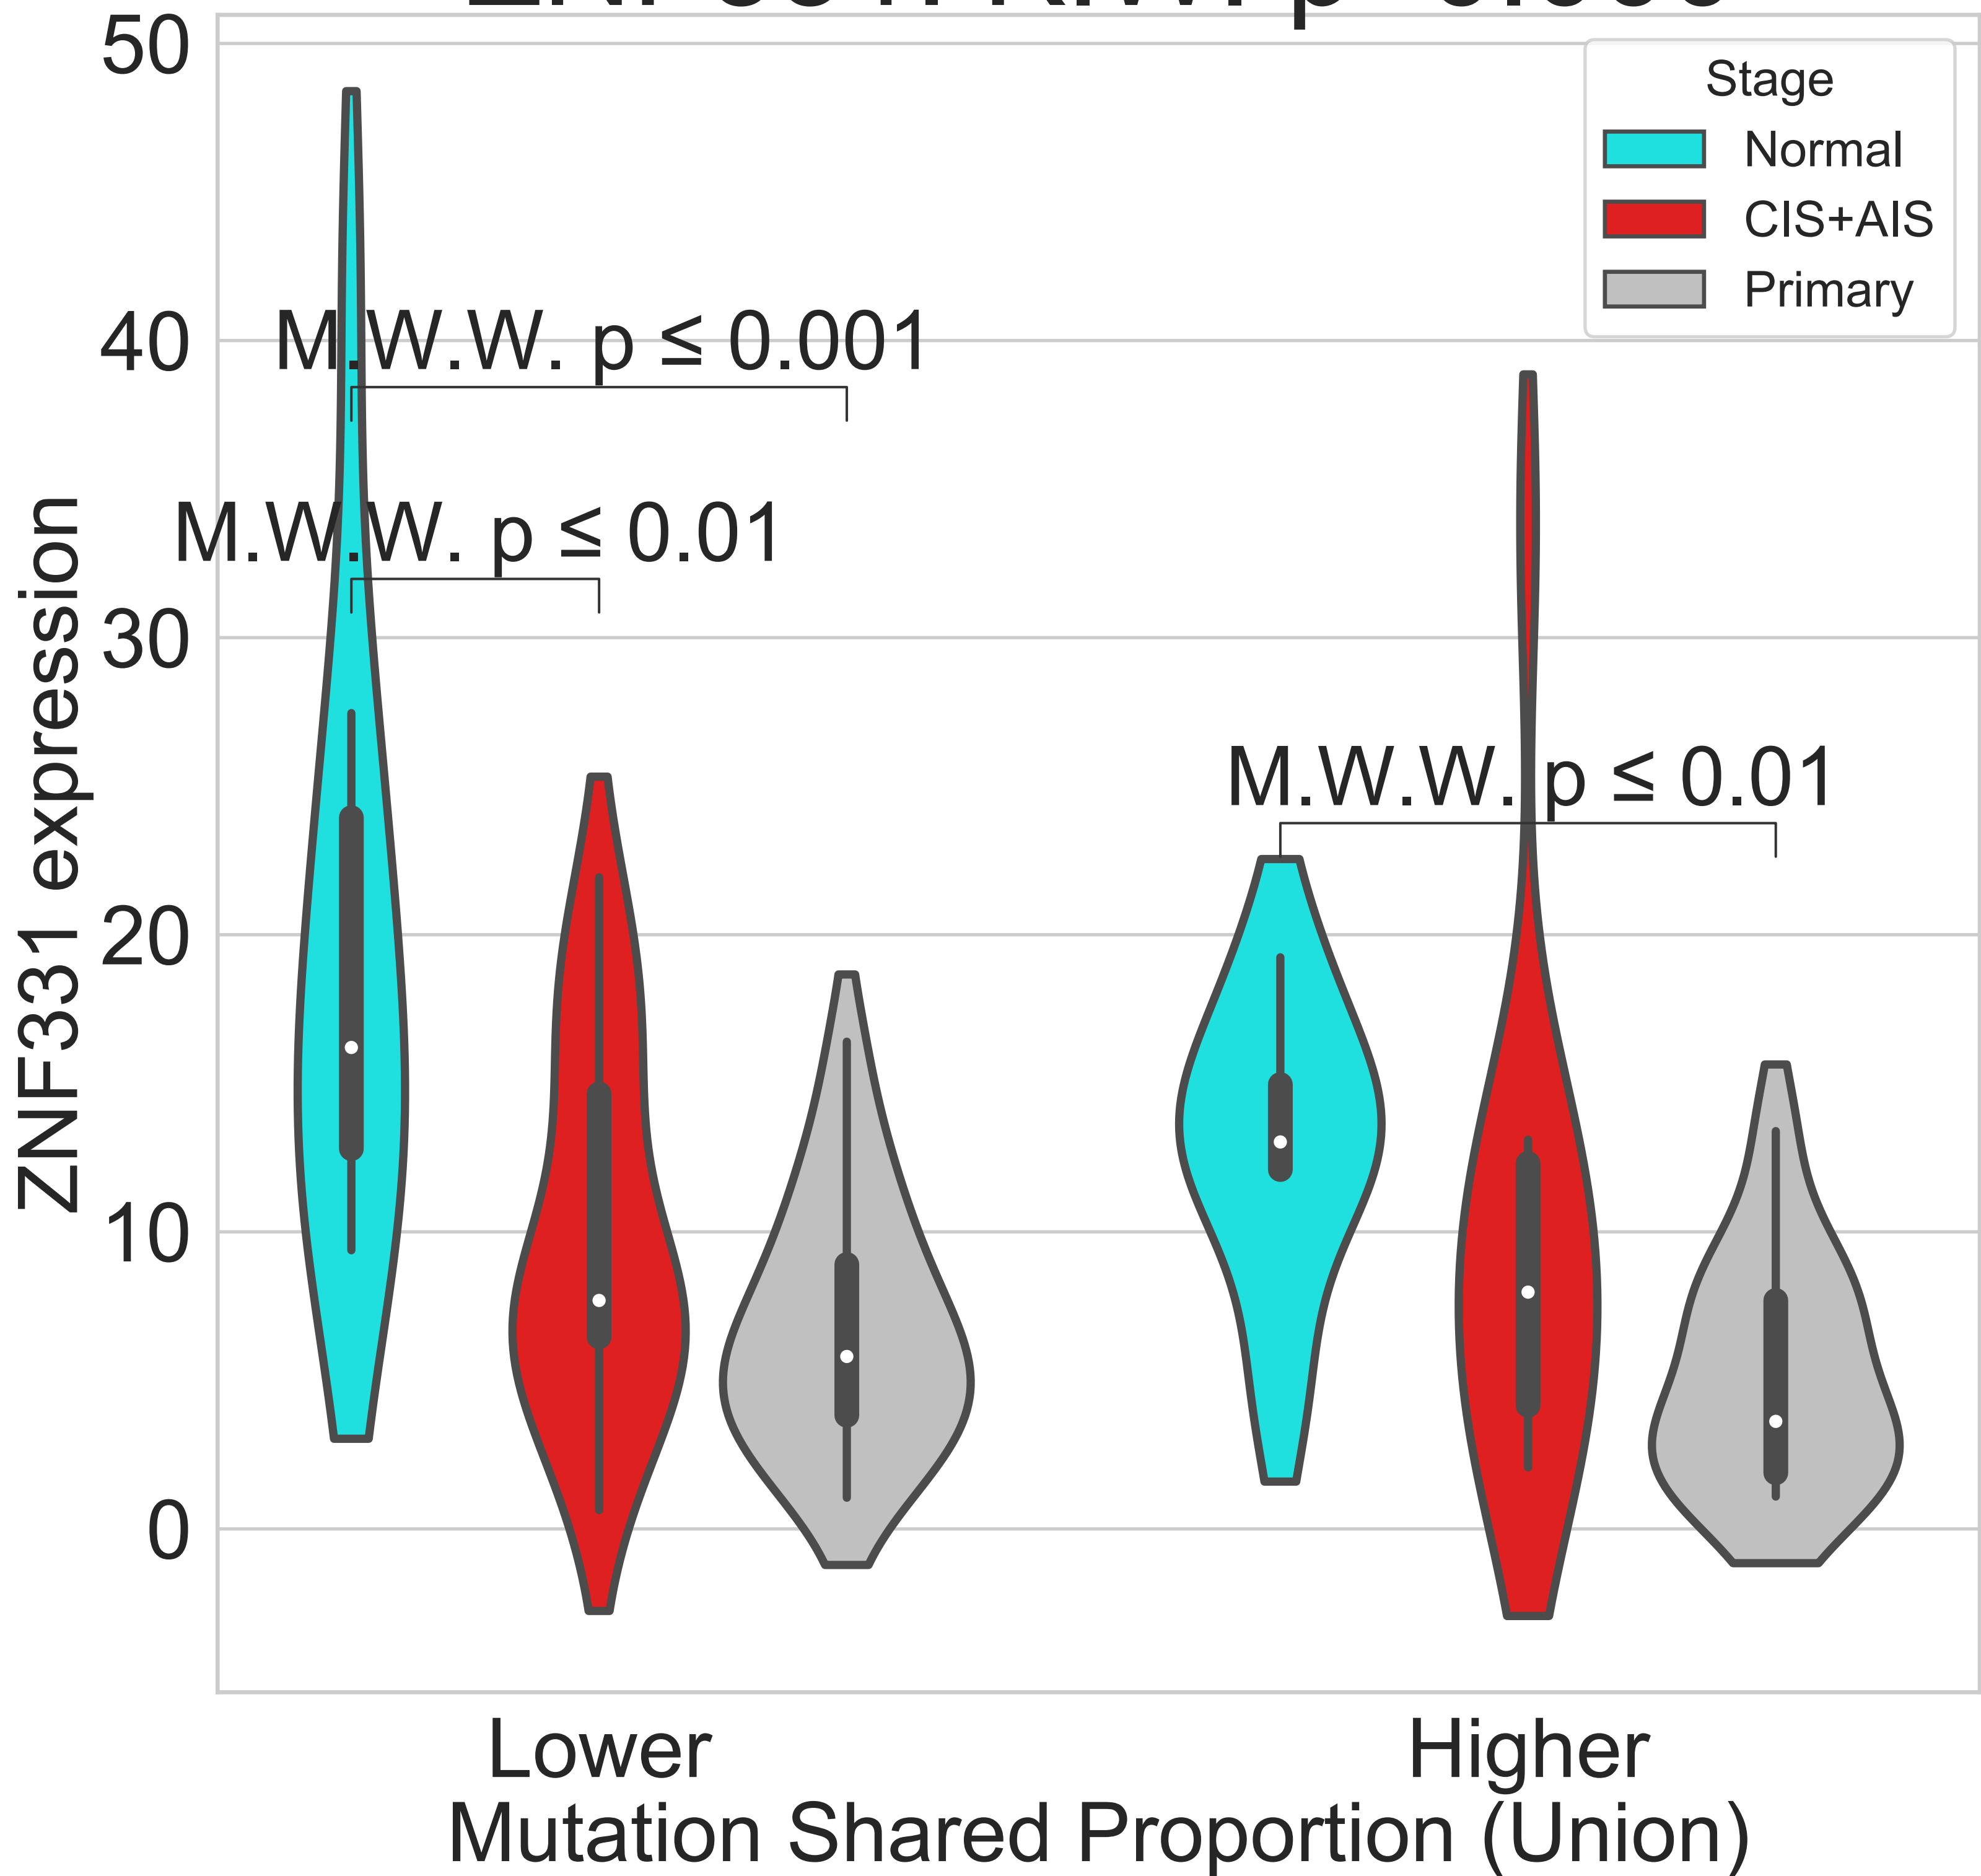 50
Stage
Normal
CIS+AIS
Primary
40
M.W.W. p ≤ 0.001
M.W.W. p ≤ 0.01
30
M.W.W. p ≤ 0.01
20
10
0
ZNF331 expression
Lower
Higher
Mutation Shared Proportion (Union)